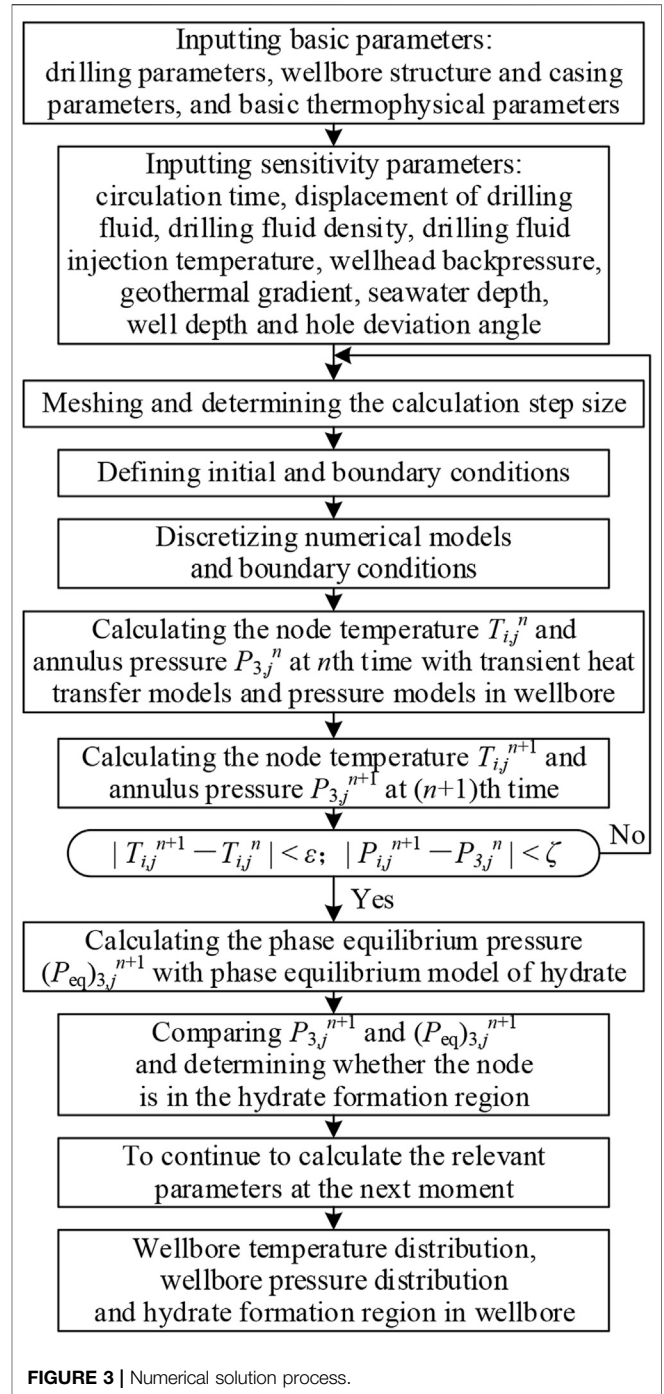 Inputting basic parameters:
drilling parameters, wellbore structure and casing
parameters, and basic thermophysical parameters
Inputting sensitivity parameters:
circulation time, displacement of drilling
fluid, drilling fluid density, drilling fluid
injection temperature, wellhead backpressure,
geothermal gradient, seawater depth,
well depth and hole deviation angle
Meshing and determining the calculation step size
Defining initial and boundary conditions
Discretizing numerical models
and boundary conditions
Calculating the node temperature T_{i,j}^{n} and
annulus pressure P_{3,j}^{n} at nth time with transient heat
transfer models and pressure models in wellbore
Calculating the node temperature T_{i,j}^{n+1} and
annulus pressure P_{3,j}^{n+1} at (n+1)th time
| T_{i,j}^{n+1} − T_{i,j}^{n} | < ε; | P_{i,j}^{n+1} − P_{3,j}^{n} | < ζ
No
Yes
Calculating the phase equilibrium pressure
(P_{eq})_{3,j}^{n+1} with phase equilibrium model of hydrate
Comparing P_{3,j}^{n+1} and (P_{eq})_{3,j}^{n+1}
and determining whether the node
is in the hydrate formation region
To continue to calculate the relevant
parameters at the next moment
Wellbore temperature distribution,
wellbore pressure distribution
and hydrate formation region in wellbore
FIGURE 3 | Numerical solution process.